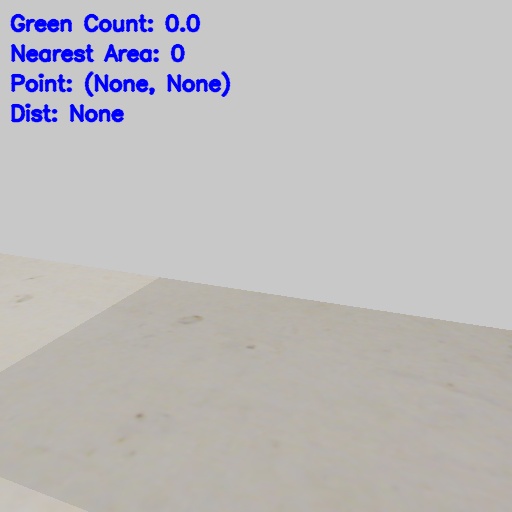 Green Count: 0.0
Nearest Area: 0
Point: (None, None)
Dist: None